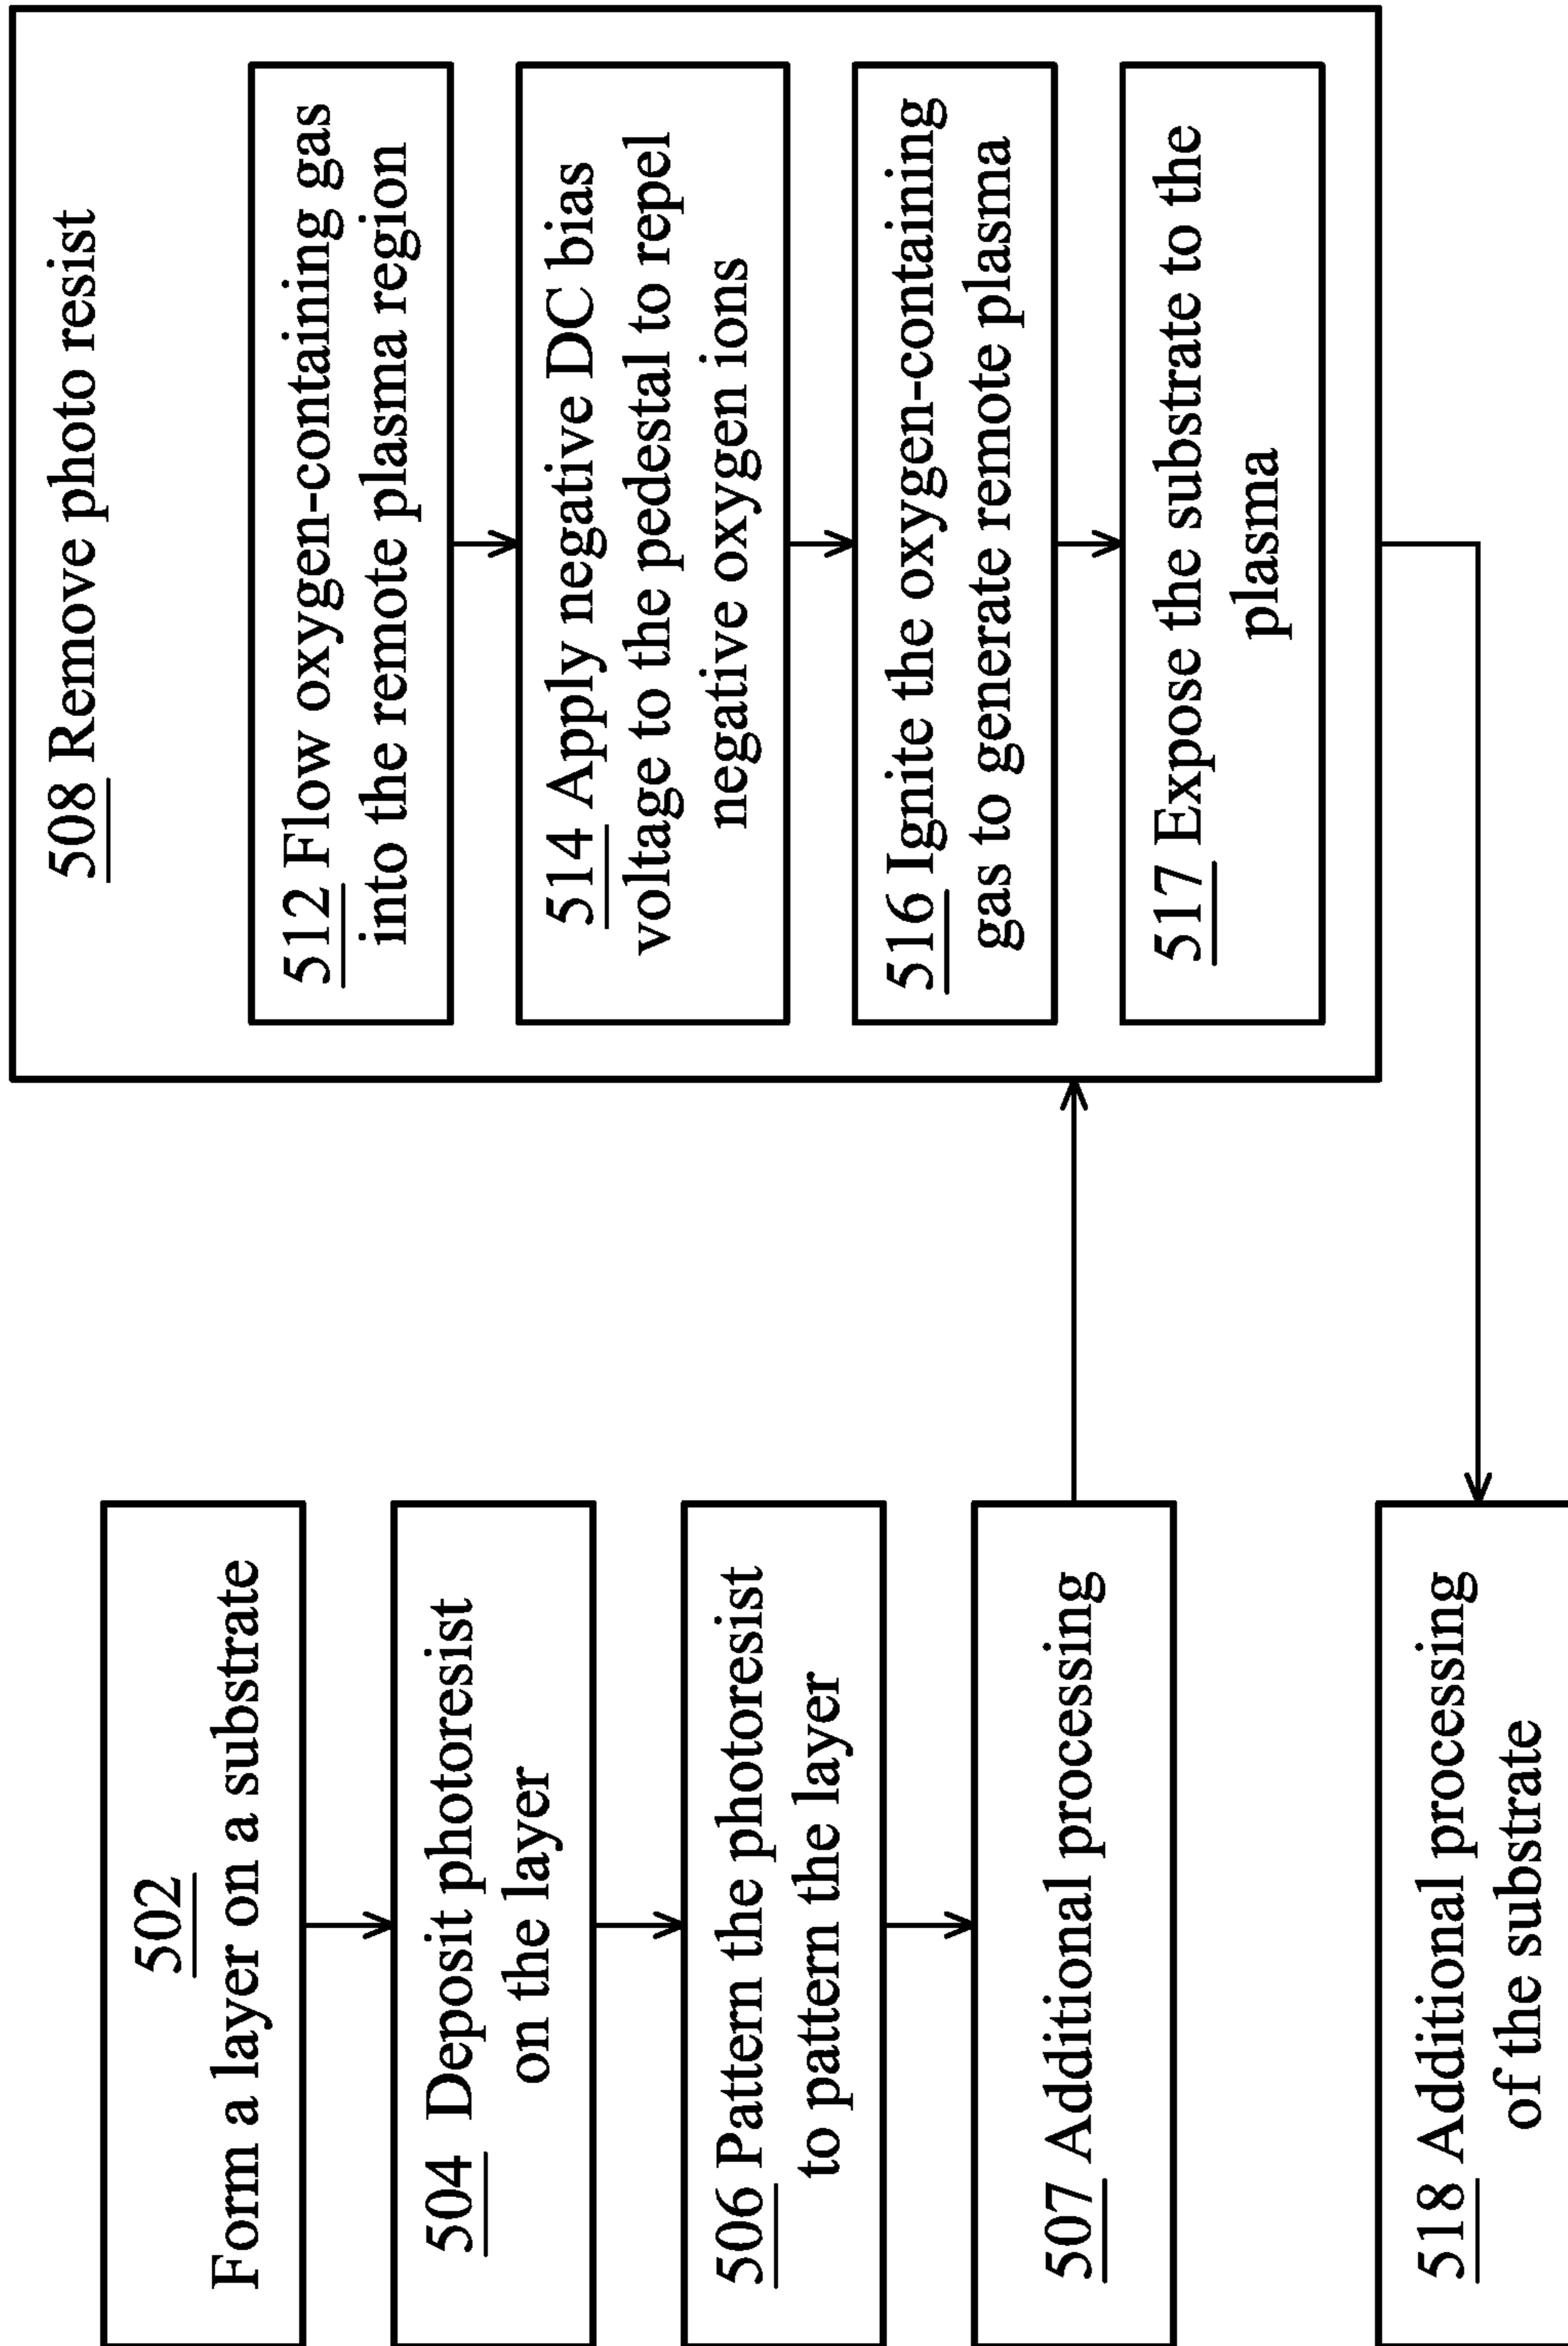 502
Form a layer on a substrate
504 Deposit photoresist
on the layer
506 Pattern the photoresist
to pattern the layer
507 Additional processing
508 Remove photo resist
512 Flow oxygen-containing gas
into the remote plasma region
514 Apply negative DC bias
voltage to the pedestal to repel
negative oxygen ions
516 Ignite the oxygen-containing
gas to generate remote plasma
517 Expose the substrate to the
plasma
518 Additional processing
of the substrate